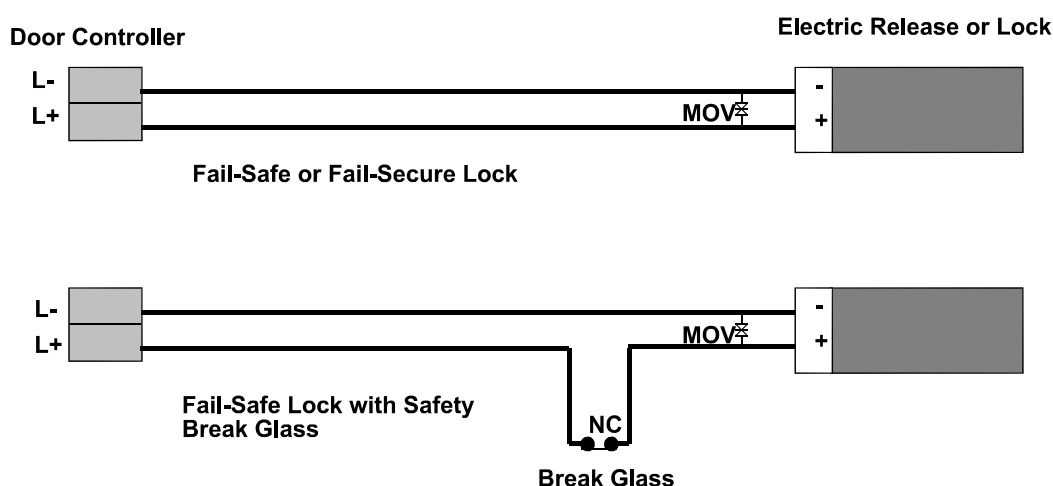 Door Controller
Electric Release or Lock
L-
L+
MOV
-
+
Fail-Safe or Fail-Secure Lock
L-
L+
MOV
-
+
Fail-Safe Lock with Safety
Break Glass
NC
Break Glass